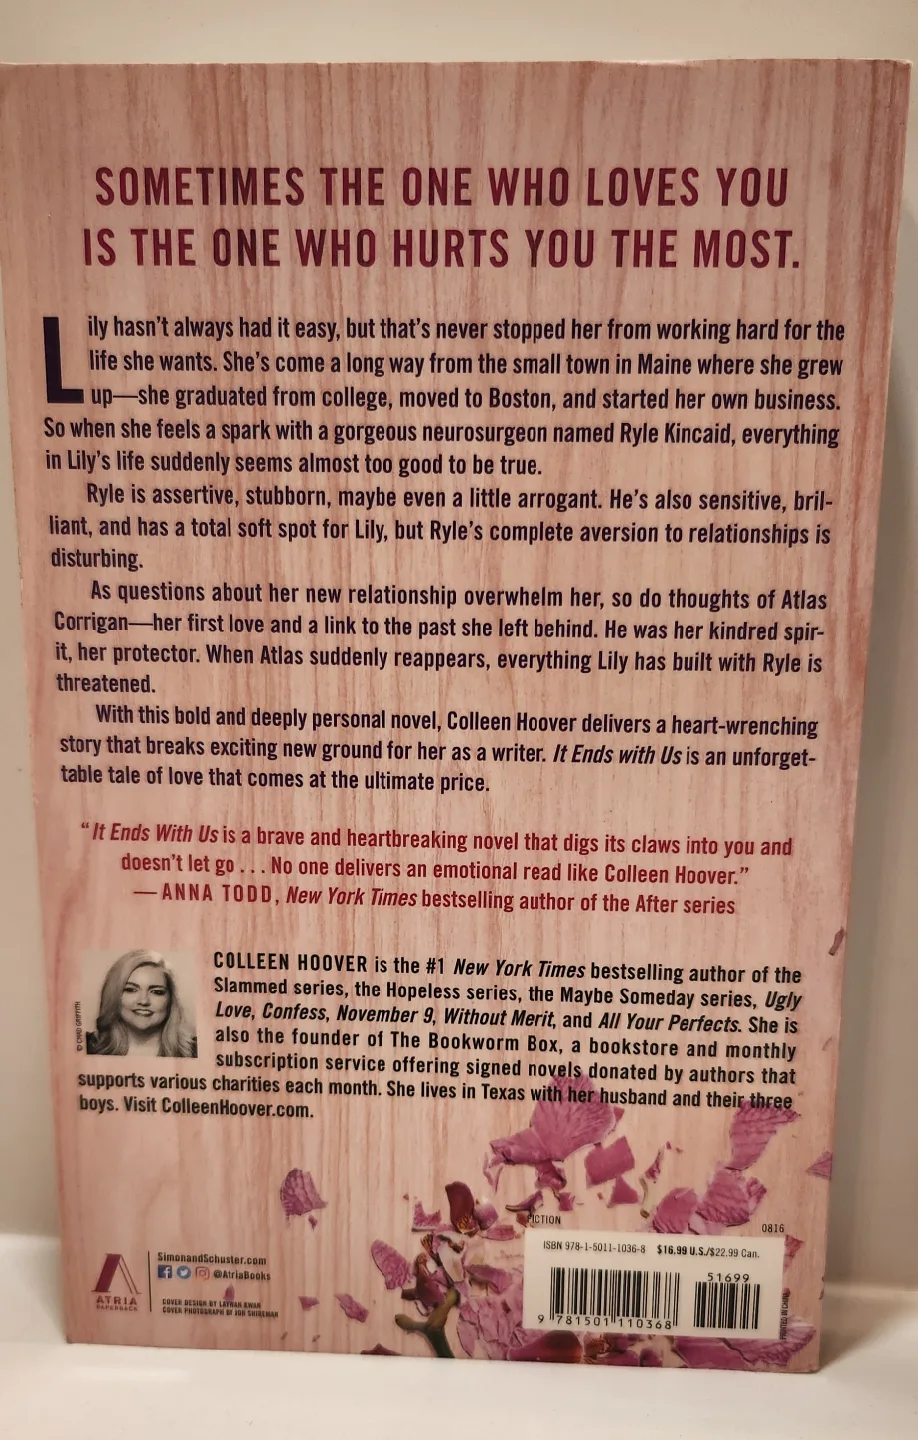 SOMETIMES THE ONE WHO LOVES YOU
IS THE ONE WHO HURTS YOU THE MOST.
Lily hasn't always had it easy, but that's never stopped her from working hard for the
life she wants. She's come a long way from the small town in Maine where she grew
up—she graduated from college, moved to Boston, and started her own business.
So when she feels a spark with a gorgeous neurosurgeon named Ryle Kincaid, everything
in Lily's life suddenly seems almost too good to be true.
Ryle is assertive, stubborn, maybe even a little arrogant. He's also sensitive, bril-
liant, and has a total soft spot for Lily, but Ryle's complete aversion to relationships is
disturbing.
As questions about her new relationship overwhelm her, so do thoughts of Atlas
Corrigan—her first love and a link to the past she left behind. He was her kindred spir-
it, her protector. When Atlas suddenly reappears, everything Lily has built with Ryle is
threatened.
With this bold and deeply personal novel, Colleen Hoover delivers a heart-wrenching
story that breaks exciting new ground for her as a writer. It Ends with Us is an unforget-
table tale of love that comes at the ultimate price.
"It Ends With Us is a brave and heartbreaking novel that digs its claws into you and
doesn't let go . . . No one delivers an emotional read like Colleen Hoover."
—ANNA TODD, New York Times bestselling author of the After series
© CHAD GRIFFITH
COLLEEN HOOVER is the #1 New York Times bestselling author of the
Slammed series, the Hopeless series, the Maybe Someday series, Ugly
Love, Confess, November 9, Without Merit, and All Your Perfects. She is
also the founder of The Bookworm Box, a bookstore and monthly
subscription service offering signed novels donated by authors that
supports various charities each month. She lives in Texas with her husband and their three
boys. Visit ColleenHoover.com.
FICTION
0816
ISBN 978-1-5011-1036-8 $16.99 U.S./$22.99 Can.
51699
9 781501 110368
PRINTED IN CHINA
ATRIA
PAPERBACK
SimonandSchuster.com
@AtriaBooks
COVER DESIGN BY LAYWAN KWAN
COVER PHOTOGRAPH © JON SHIREMAN